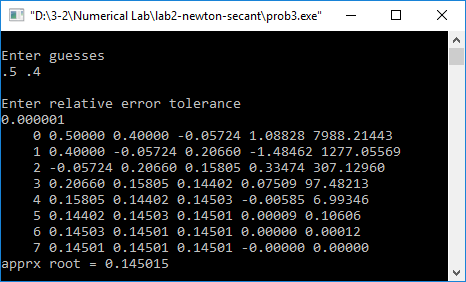 "D:\3-2\Numerical Lab\lab2-newton-secant\prob3.exe"
Enter guesses
.5 .4
Enter relative error tolerance
0.000001
0 0.50000 0.40000 -0.05724 1.08828 7988.21443
1 0.40000 -0.05724 0.20660 -1.48462 1277.05569
2 -0.05724 0.20660 0.15805 0.33474 307.12960
3 0.20660 0.15805 0.14402 0.07509 97.48213
4 0.15805 0.14402 0.14503 -0.00585 6.99346
5 0.14402 0.14503 0.14501 0.00009 0.10606
6 0.14503 0.14501 0.14501 0.00000 0.00012
7 0.14501 0.14501 0.14501 -0.00000 0.00000
apprx root = 0.145015